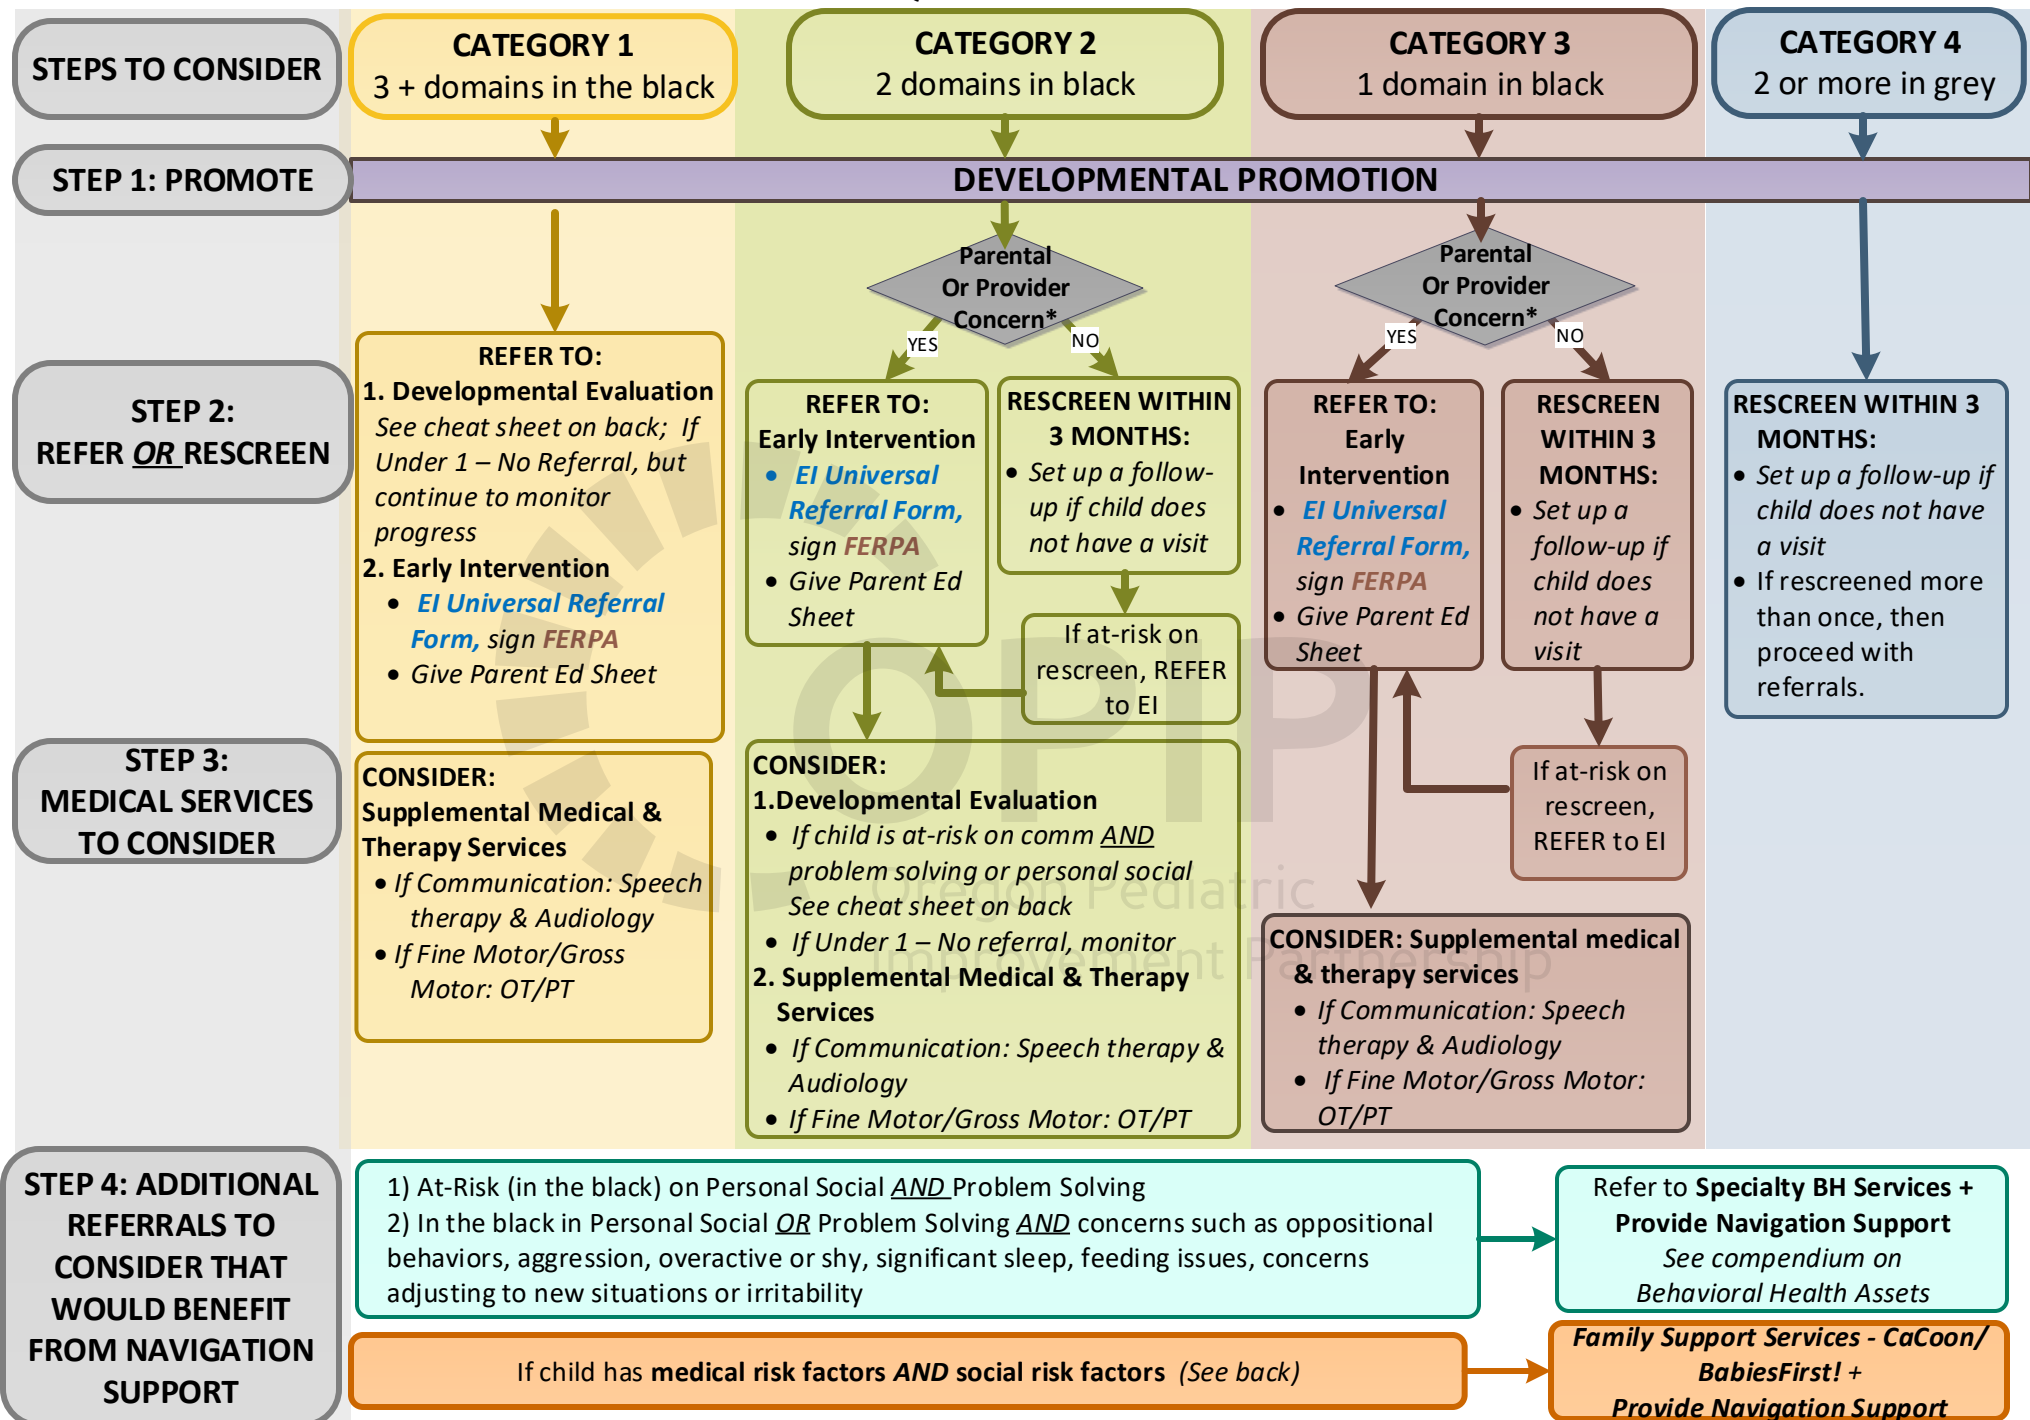 STEPS TO CONSIDER
CATEGORY 1
3 + domains in the black
CATEGORY 2
2 domains in black
CATEGORY 3
1 domain in black
CATEGORY 4
2 or more in grey
STEP 1: PROMOTE
DEVELOPMENTAL PROMOTION
STEP 2:
REFER OR RESCREEN
REFER TO:
1. Developmental Evaluation
See cheat sheet on back; If
Under 1 – No Referral, but
continue to monitor
progress
2. Early Intervention
• EI Universal Referral
Form, sign FERPA
• Give Parent Ed Sheet
Parental
Or Provider
Concern*
YES
NO
REFER TO:
Early Intervention
• EI Universal
Referral Form,
sign FERPA
• Give Parent Ed
Sheet
RESCREEN WITHIN
3 MONTHS:
• Set up a follow-
up if child does
not have a visit
If at-risk on
rescreen, REFER
to EI
Parental
Or Provider
Concern*
YES
NO
REFER TO:
Early
Intervention
• EI Universal
Referral Form,
sign FERPA
• Give Parent Ed
Sheet
RESCREEN
WITHIN 3
MONTHS:
• Set up a
follow-up if
child does
not have a
visit
If at-risk on
rescreen,
REFER to EI
RESCREEN WITHIN 3
MONTHS:
• Set up a follow-up if
child does not have
a visit
• If rescreened more
than once, then
proceed with
referrals.
STEP 3:
MEDICAL SERVICES
TO CONSIDER
CONSIDER:
Supplemental Medical &
Therapy Services
• If Communication: Speech
therapy & Audiology
• If Fine Motor/Gross
Motor: OT/PT
CONSIDER:
1.Developmental Evaluation
• If child is at-risk on comm AND
problem solving or personal social
See cheat sheet on back
• If Under 1 – No referral, monitor
2. Supplemental Medical & Therapy
Services
• If Communication: Speech therapy &
Audiology
• If Fine Motor/Gross Motor: OT/PT
CONSIDER: Supplemental medical
& therapy services
• If Communication: Speech
therapy & Audiology
• If Fine Motor/Gross Motor:
OT/PT
OPIP
Oregon Pediatric
Improvement Partnership
STEP 4: ADDITIONAL
REFERRALS TO
CONSIDER THAT
WOULD BENEFIT
FROM NAVIGATION
SUPPORT
1) At-Risk (in the black) on Personal Social AND Problem Solving
2) In the black in Personal Social OR Problem Solving AND concerns such as oppositional
behaviors, aggression, overactive or shy, significant sleep, feeding issues, concerns
adjusting to new situations or irritability
Refer to Specialty BH Services +
Provide Navigation Support
See compendium on
Behavioral Health Assets
If child has medical risk factors AND social risk factors (See back)
Family Support Services - CaCoon/
BabiesFirst! +
Provide Navigation Support